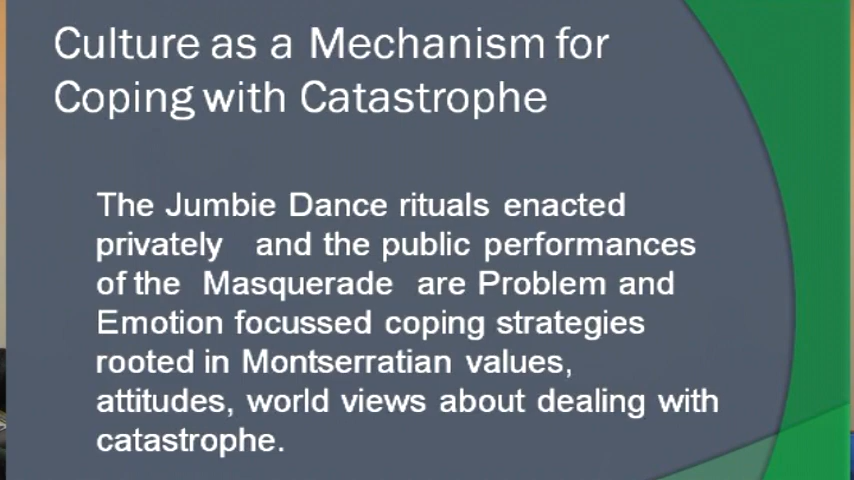 Culture as a Mechanism for
Coping with Catastrophe
The Jumbie Dance rituals enacted
privately and the public performances
of the Masquerade are Problem and
Emotion focussed coping strategies
rooted in Montserratian values,
attitudes, world views about dealing with
catastrophe.